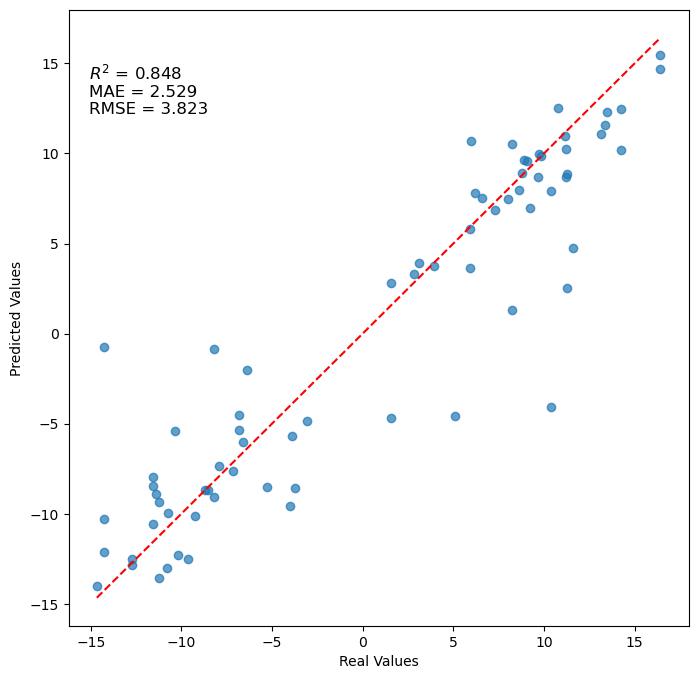 R² = 0.848
MAE = 2.529
RMSE = 3.823
15
10
5
0
−5
−10
−15
Predicted Values
−15 −10 −5 0 5 10 15
Real Values